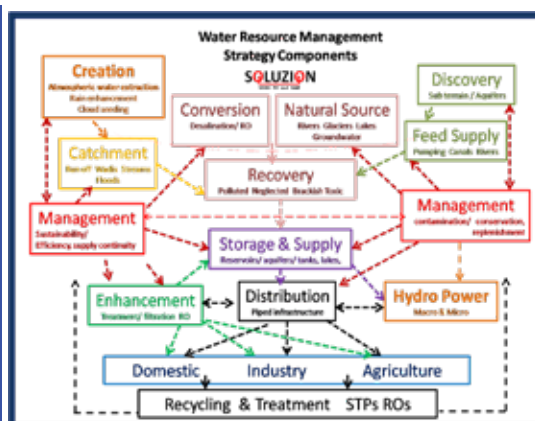 Water Resource Management
Strategy Components
SOLUZION
Creation
Atmospheric water extraction
Rain enhancement
Cloud seeding
Discovery
Sub terrain / Aquifers
Conversion
Desalination/ RO
Natural Source
Rivers Glaciers Lakes
Groundwater
Feed Supply
Pumping Canals Rivers
Catchment
Run-off Wadis Streams
Floods
Recovery
Polluted Neglected Brackish Toxic
Management
Sustainability/
Efficiency, supply continuity
Management
contamination/ conservation,
replenishment
Storage & Supply
Reservoirs/ aquifers/ tanks, lakes,
Enhancement
Treatment/ filtration RO
Distribution
Piped infrastructure
Hydro Power
Macro & Micro
Domestic Industry Agriculture
Recycling & Treatment STPs ROs